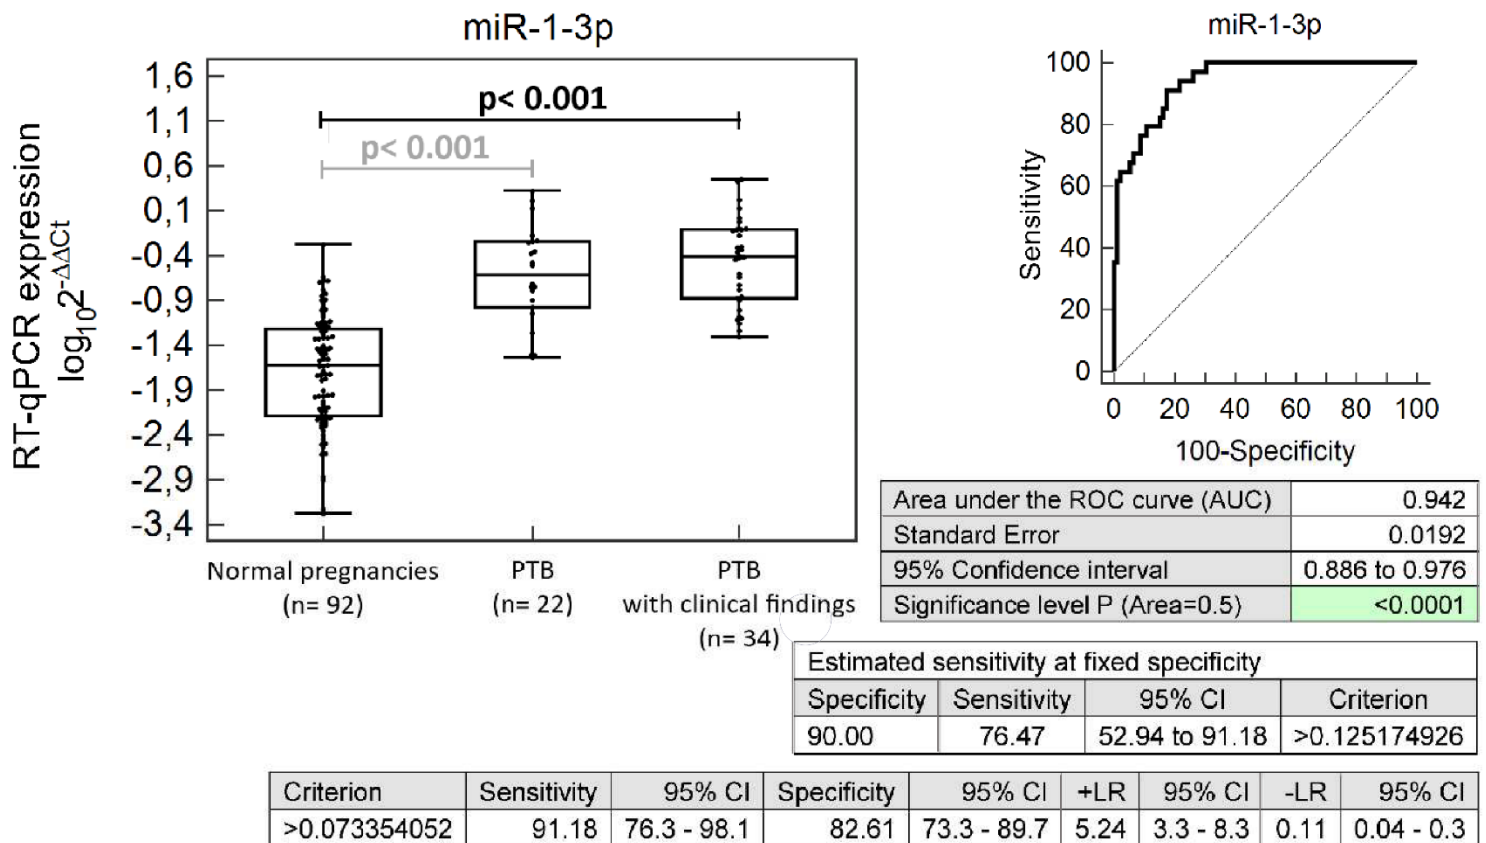 miR-1-3p
RT-qPCR expression
log₁₀2⁻ΔΔCt
1,6
1,1
0,6
0,1
-0,4
-0,9
-1,4
-1,9
-2,4
-2,9
-3,4
p< 0.001
p< 0.001
Normal pregnancies
(n= 92)
PTB
(n= 22)
PTB
with clinical findings
(n= 34)
miR-1-3p
Sensitivity
100
80
60
40
20
0
0 20 40 60 80 100
100-Specificity
Area under the ROC curve (AUC) 0.942
Standard Error 0.0192
95% Confidence interval 0.886 to 0.976
Significance level P (Area=0.5) <0.0001
Estimated sensitivity at fixed specificity
Specificity Sensitivity 95% CI Criterion
90.00 76.47 52.94 to 91.18 >0.125174926
Criterion Sensitivity 95% CI Specificity 95% CI +LR 95% CI -LR 95% CI
>0.073354052 91.18 76.3 - 98.1 82.61 73.3 - 89.7 5.24 3.3 - 8.3 0.11 0.04 - 0.3